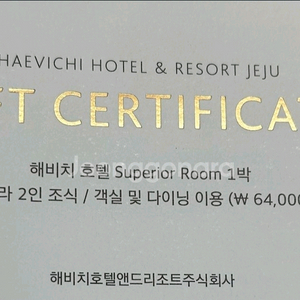 HAEVICHI HOTEL & RESORT JEJU
FT CERTIFICA
해비치 호텔 Superior Room 1박
라 2인 조식 / 객실 및 다이닝 이용 (₩ 64,000
해비치호텔앤드리조트주식회사